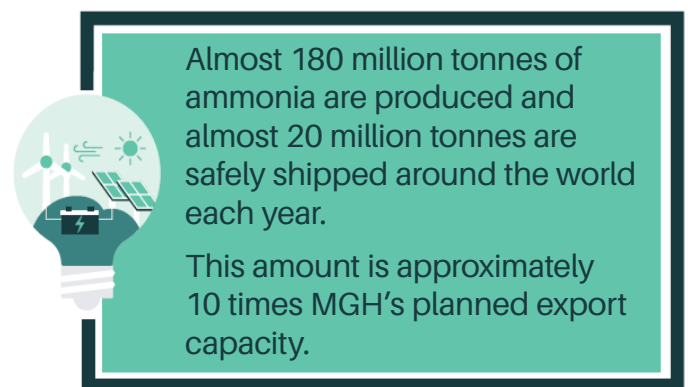 Almost 180 million tonnes of
ammonia are produced and
almost 20 million tonnes are
safely shipped around the world
each year.
This amount is approximately
10 times MGH’s planned export
capacity.